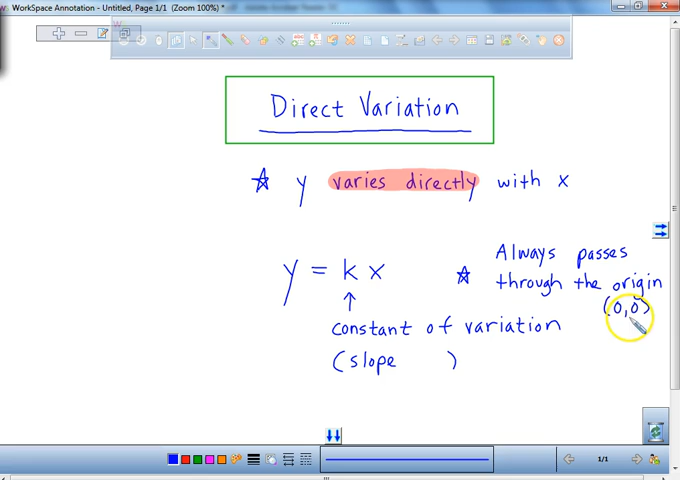 WorkSpace Annotation - Untitled, Page 1/1 (Zoom 100%) *
Direct Variation
y varies directly with x
y = k x
Always passes
through the origin
(0,0)
constant of variation
(slope )
1/1